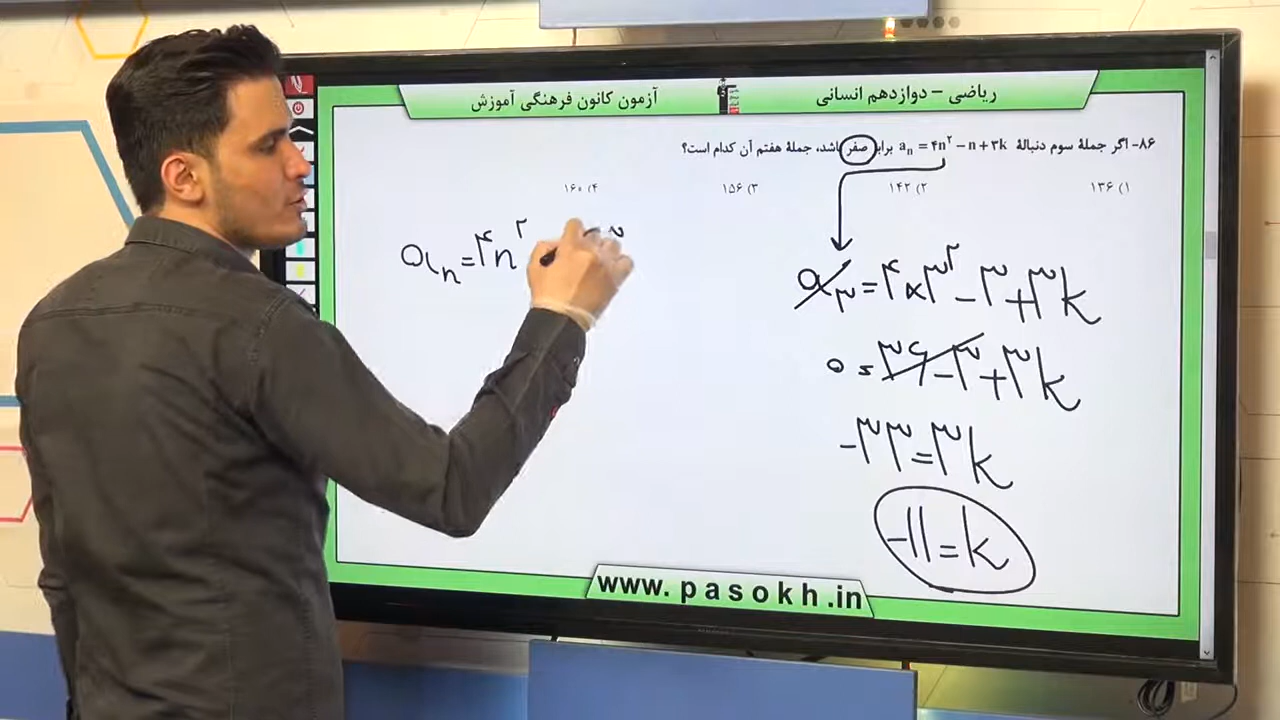 ریاضی – دوازدهم انسانی
آزمون کانون فرهنگی آموزش
۸۶- اگر جملهٔ سوم دنبالهٔ aₙ = ۴n² – n + ۳k برابر صفر باشد، جملهٔ هفتم آن کدام است؟
۱) ۱۳۶ ۲) ۱۴۲ ۳) ۱۵۶ ۴) ۱۶۰
a₃ = ۴ × ۳² – ۳ + ۳k
۰ = ۳۶ – ۳ + ۳k
-۳۳ = ۳k
-۱۱ = k
aₙ = ۴n²
www.pasokh.in